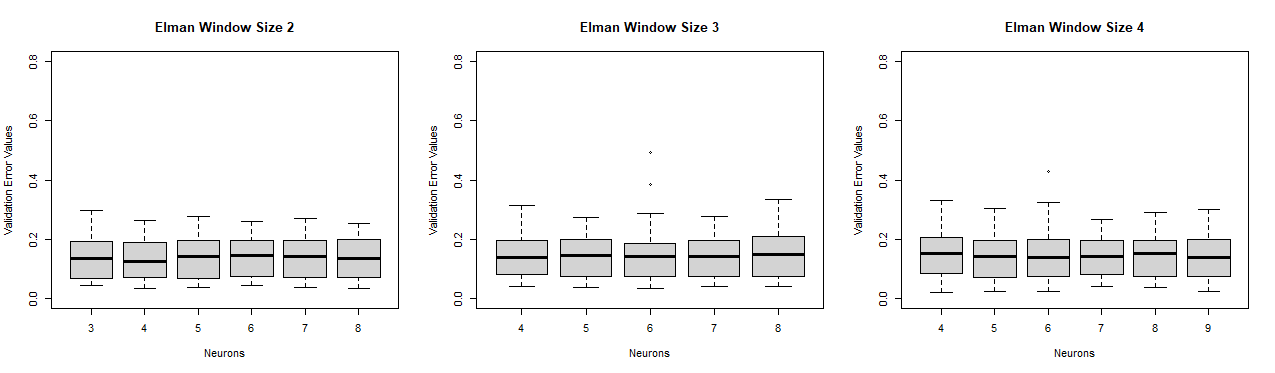 Elman Window Size 2
Validation Error Values
0.8
0.6
0.4
0.2
0.0
3 4 5 6 7 8
Neurons
Elman Window Size 3
Validation Error Values
0.8
0.6
0.4
0.2
0.0
4 5 6 7 8
Neurons
Elman Window Size 4
Validation Error Values
0.8
0.6
0.4
0.2
0.0
4 5 6 7 8 9
Neurons